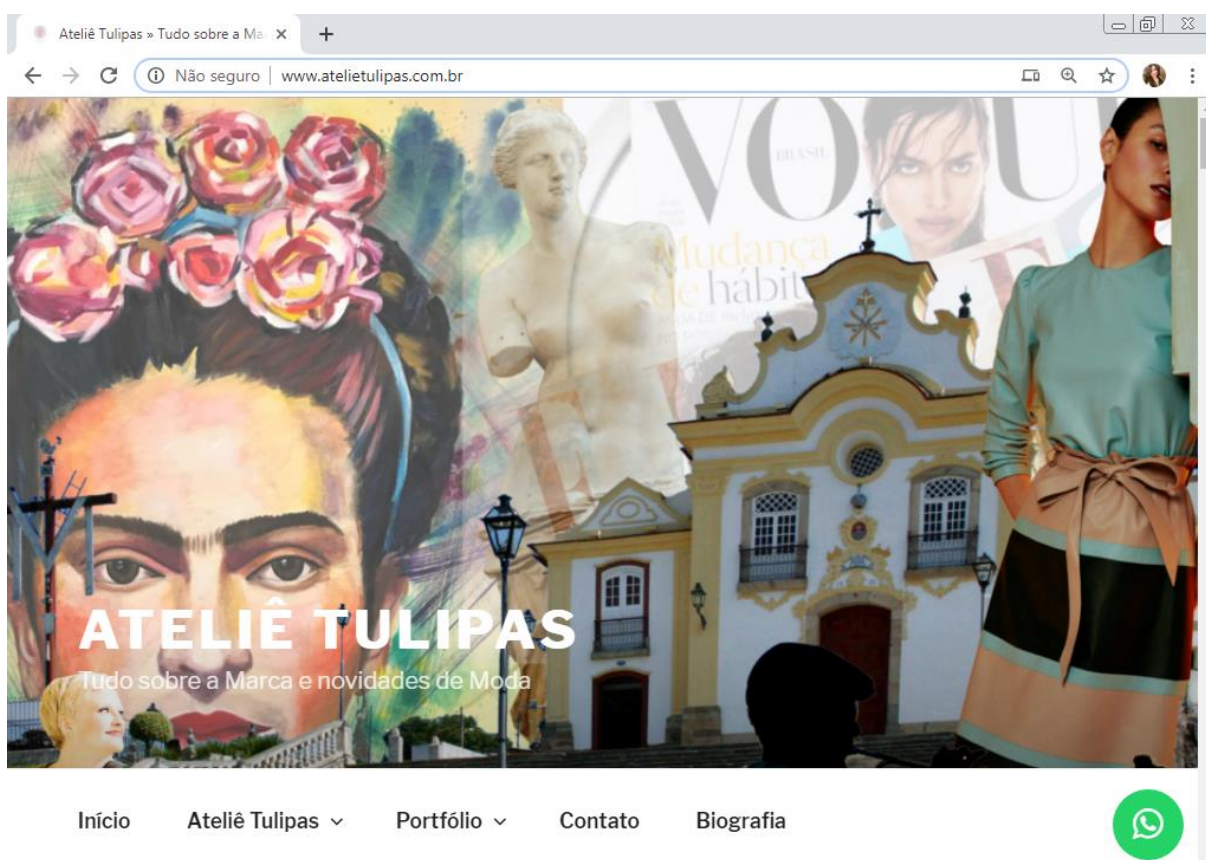 Ateliê Tulipas » Tudo sobre a Ma
Não seguro | www.atelietulipas.com.br
VOGU
BRASIL
Mudança
de hábit
ATELIÊ TULIPAS
Tudo sobre a Marca e novidades de Moda
Início Ateliê Tulipas Portfólio Contato Biografia